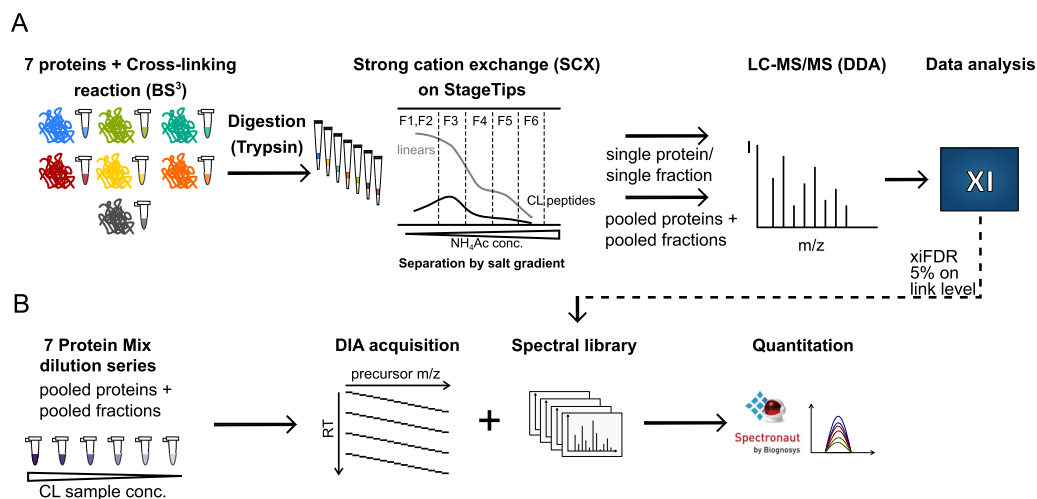 A
7 proteins + Cross-linking
reaction (BS³)
Digestion
(Trypsin)
Strong cation exchange (SCX)
on StageTips
F1,F2 F3 F4 F5 F6
linears
CL peptides
NH₄Ac conc.
Separation by salt gradient
single protein/
single fraction
pooled proteins +
pooled fractions
LC-MS/MS (DDA)
I
m/z
Data analysis
XI
xiFDR
5% on
link level
B
7 Protein Mix
dilution series
pooled proteins +
pooled fractions
CL sample conc.
DIA acquisition
precursor m/z
RT
+
Spectral library
Quantitation
Spectronaut
by Biognosys